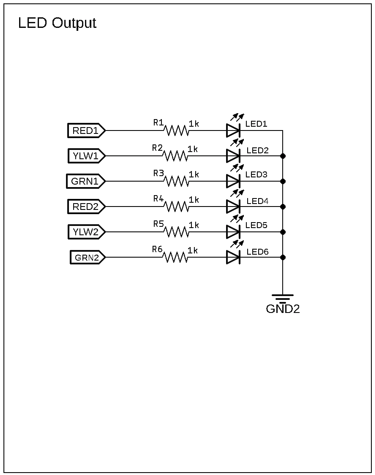 LED Output
RED1 R1 1k LED1
YLW1 R2 1k LED2
GRN1 R3 1k LED3
RED2 R4 1k LED4
YLW2 R5 1k LED5
GRN2 R6 1k LED6
GND2